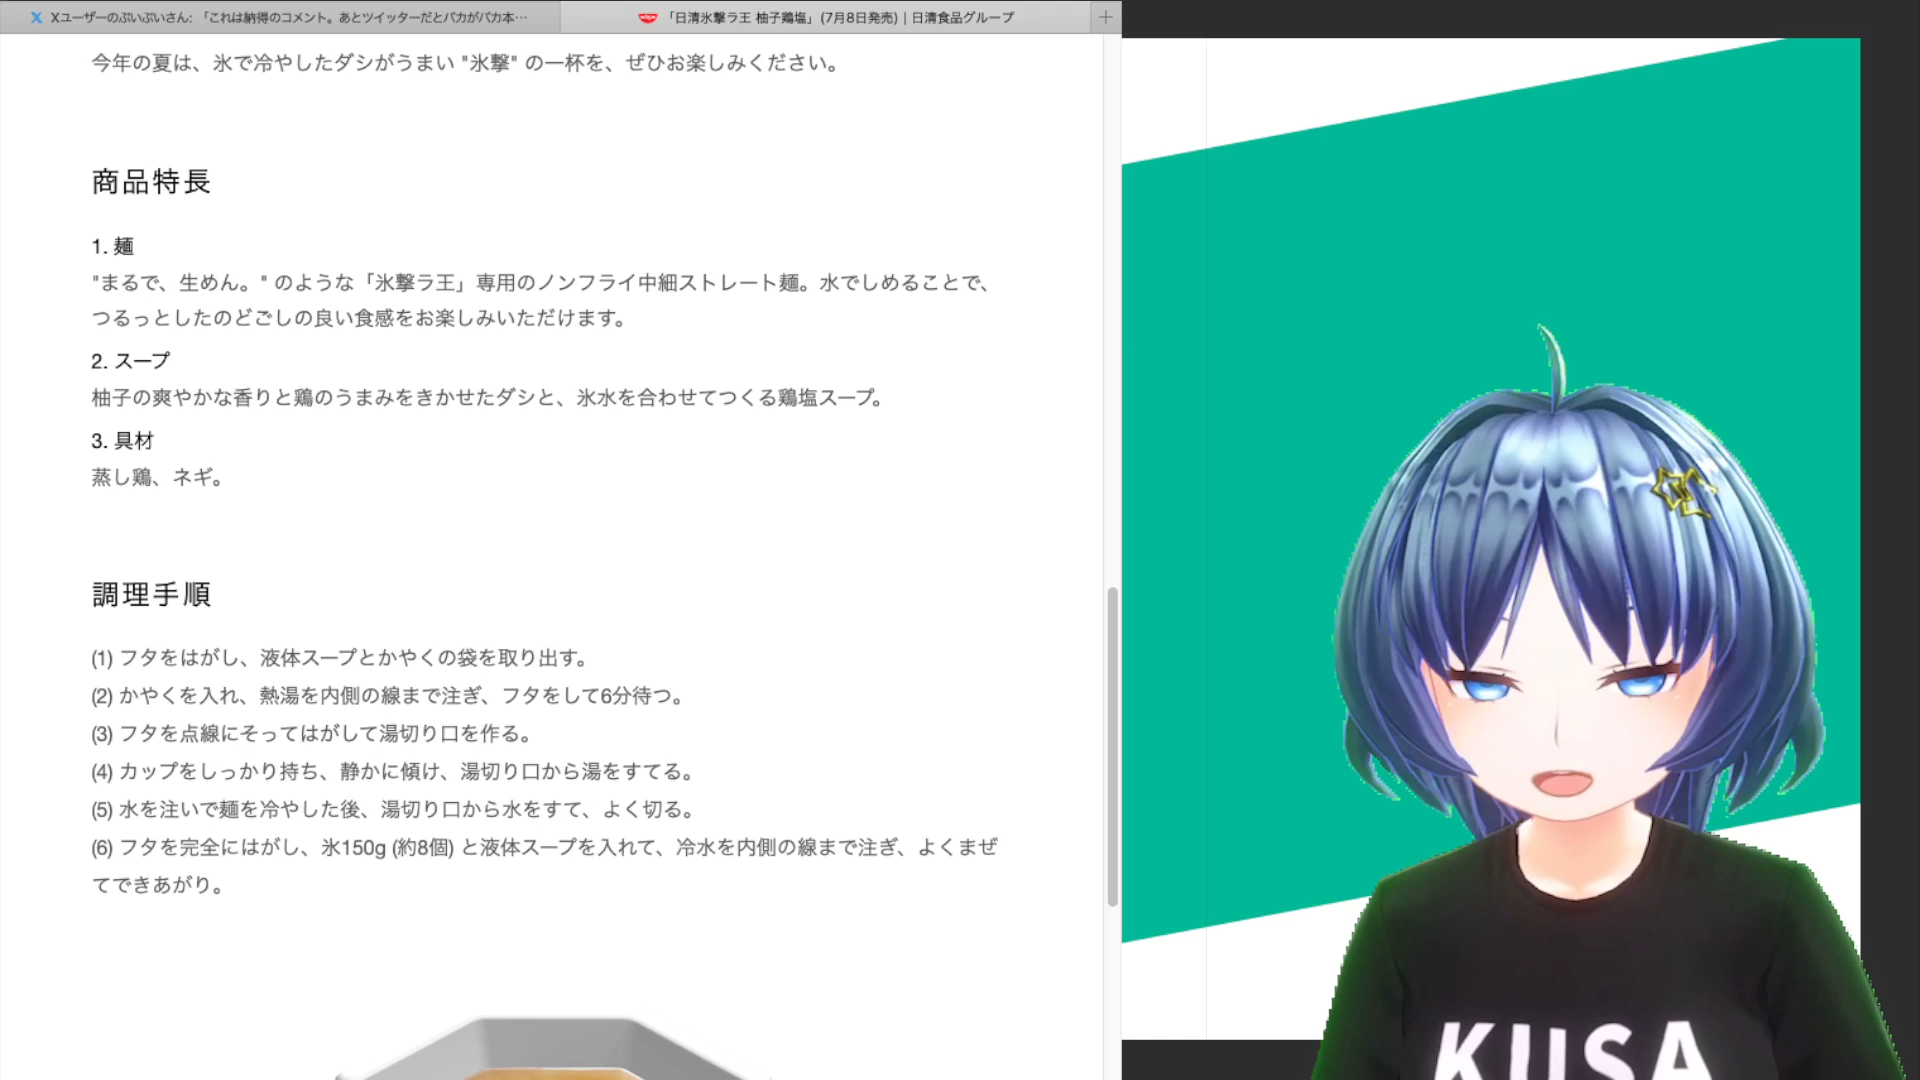 Xユーザーのぷいぷいさん: 「これは納得のコメント。あとツイッターだとバカがバカ本…
「日清氷撃ラ王 柚子鶏塩」(7月8日発売) | 日清食品グループ
今年の夏は、氷で冷やしたダシがうまい "氷撃" の一杯を、ぜひお楽しみください。
商品特長
1. 麺
"まるで、生めん。" のような「氷撃ラ王」専用のノンフライ中細ストレート麺。水でしめることで、
つるっとしたのどごしの良い食感をお楽しみいただけます。
2. スープ
柚子の爽やかな香りと鶏のうまみをきかせたダシと、氷水を合わせてつくる鶏塩スープ。
3. 具材
蒸し鶏、ネギ。
調理手順
(1) フタをはがし、液体スープとかやくの袋を取り出す。
(2) かやくを入れ、熱湯を内側の線まで注ぎ、フタをして6分待つ。
(3) フタを点線にそってはがして湯切り口を作る。
(4) カップをしっかり持ち、静かに傾け、湯切り口から湯をすてる。
(5) 水を注いで麺を冷やした後、湯切り口から水をすて、よく切る。
(6) フタを完全にはがし、氷150g (約8個) と液体スープを入れて、冷水を内側の線まで注ぎ、よくまぜ
てできあがり。
KUSA